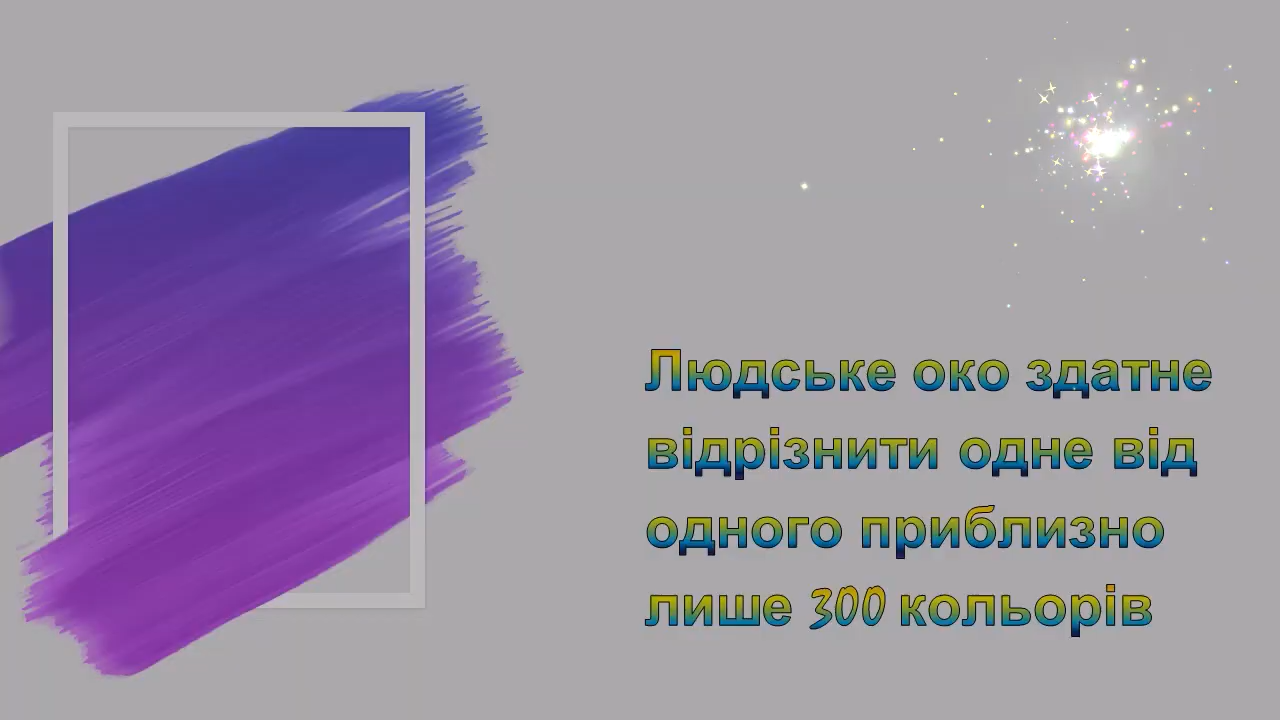 Людське око здатне
відрізнити одне від
одного приблизно
лише 300 кольорів